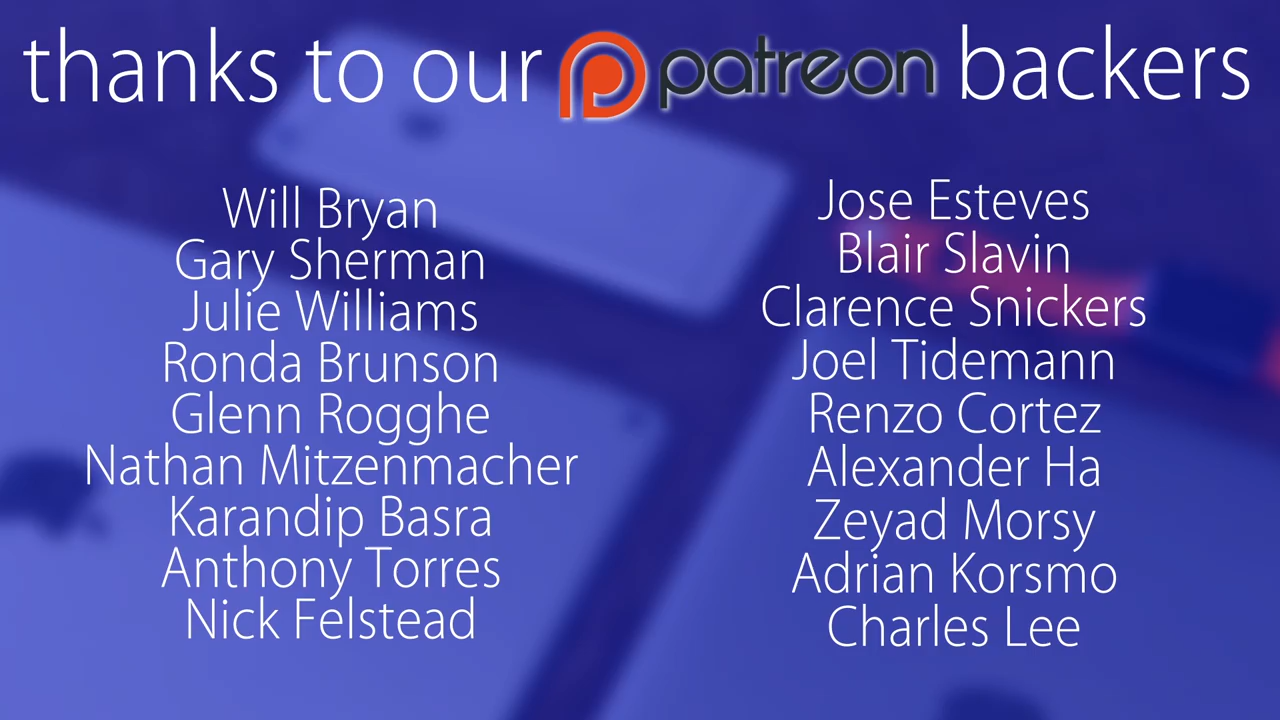 thanks to our patreon backers
Will Bryan
Gary Sherman
Julie Williams
Ronda Brunson
Glenn Rogghe
Nathan Mitzenmacher
Karandip Basra
Anthony Torres
Nick Felstead
Jose Esteves
Blair Slavin
Clarence Snickers
Joel Tidemann
Renzo Cortez
Alexander Ha
Zeyad Morsy
Adrian Korsmo
Charles Lee